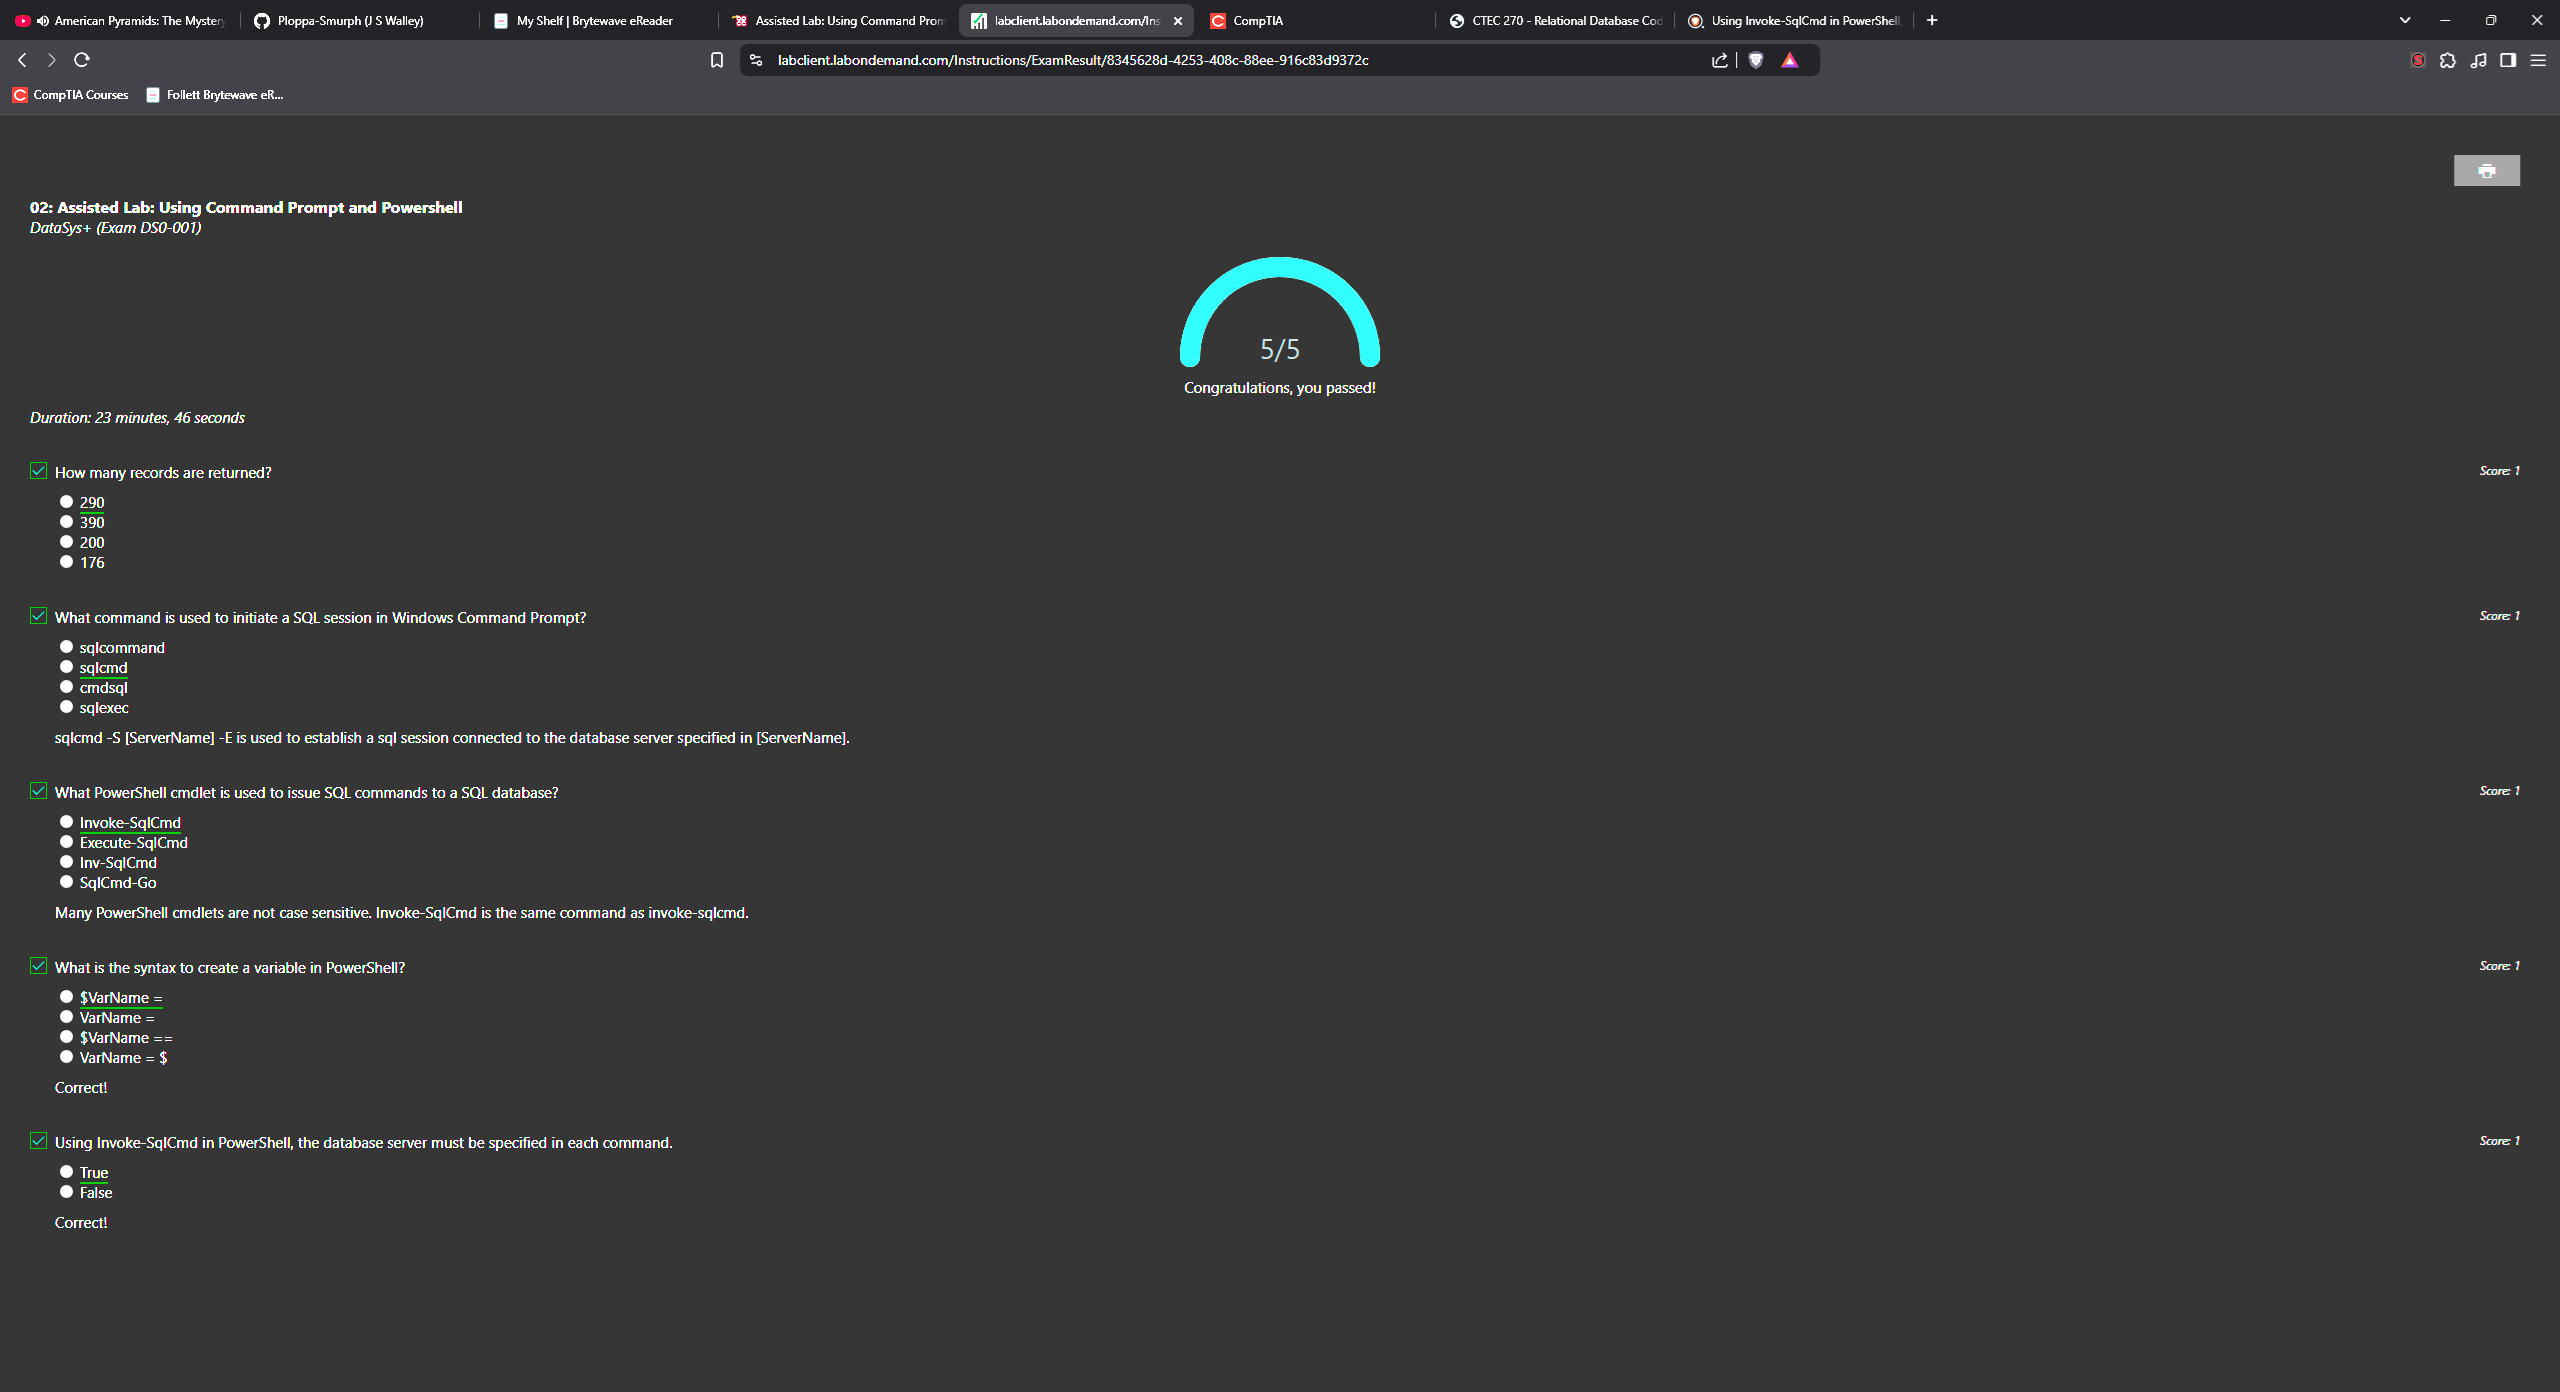 American Pyramids: The Mystery
Ploppa-Smurph (J S Walley)
My Shelf | Brytewave eReader
Assisted Lab: Using Command Prom
labclient.labondemand.com/Ins
CompTIA
CTEC 270 - Relational Database Cod
Using Invoke-SqlCmd in PowerShell,
labclient.labondemand.com/Instructions/ExamResult/8345628d-4253-408c-88ee-916c83d9372c
CompTIA Courses
Follett Brytewave eR...
02: Assisted Lab: Using Command Prompt and Powershell
DataSys+ (Exam DS0-001)
5/5
Congratulations, you passed!
Duration: 23 minutes, 46 seconds
How many records are returned?
Score: 1
290
390
200
176
What command is used to initiate a SQL session in Windows Command Prompt?
Score: 1
sqlcommand
sqlcmd
cmdsql
sqlexec
sqlcmd -S [ServerName] -E is used to establish a sql session connected to the database server specified in [ServerName].
What PowerShell cmdlet is used to issue SQL commands to a SQL database?
Score: 1
Invoke-SqlCmd
Execute-SqlCmd
Inv-SqlCmd
SqlCmd-Go
Many PowerShell cmdlets are not case sensitive. Invoke-SqlCmd is the same command as invoke-sqlcmd.
What is the syntax to create a variable in PowerShell?
Score: 1
$VarName =
VarName =
$VarName ==
VarName = $
Correct!
Using Invoke-SqlCmd in PowerShell, the database server must be specified in each command.
Score: 1
True
False
Correct!